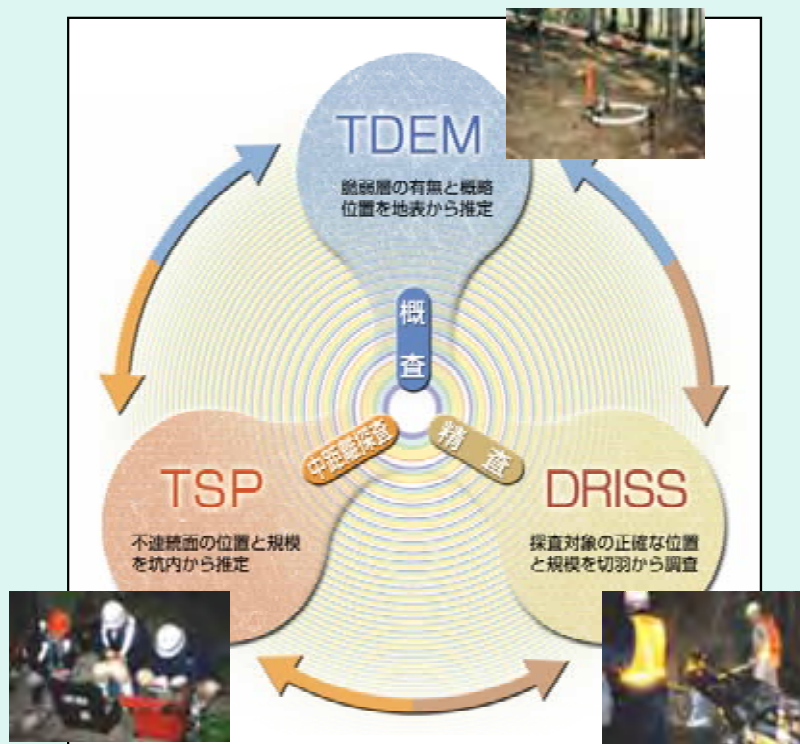 TDEM
脆弱層の有無と概略
位置を地表から推定
概査
中距離探査
精査
TSP
不連続面の位置と規模
を坑内から推定
DRISS
探査対象の正確な位置
と規模を切羽から調査